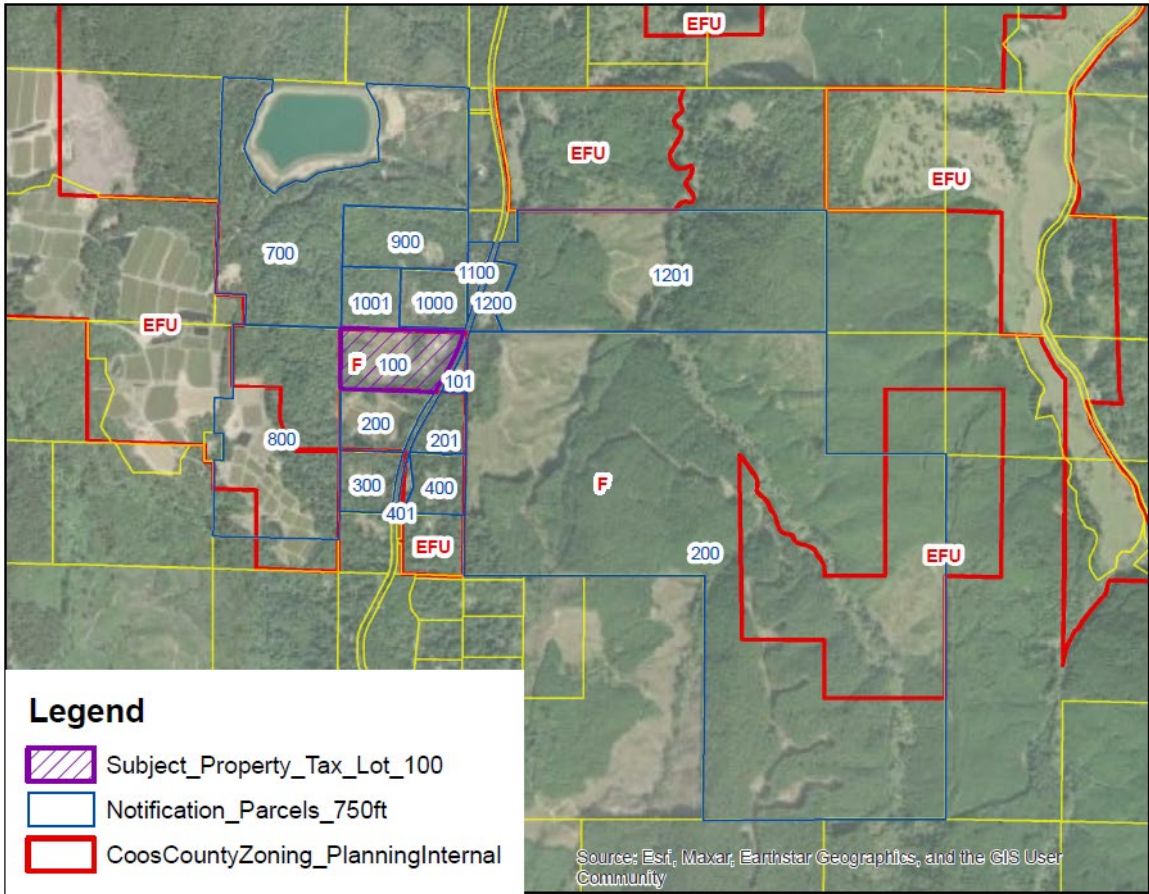 EFU
EFU
EFU
700
900
1100
1201
1001
1000
1200
EFU
F
100
101
200
201
800
300
400
F
401
EFU
200
EFU
Legend
Subject_Property_Tax_Lot_100
Notification_Parcels_750ft
CoosCountyZoning_PlanningInternal
Source: Esri, Maxar, Earthstar Geographics, and the GIS User
Community